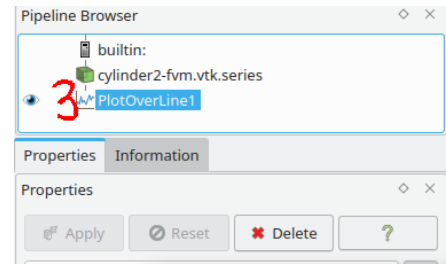 Pipeline Browser
builtin:
cylinder2-fvm.vtk.series
3 PlotOverLine1
Properties Information
Properties
Apply Reset Delete ?